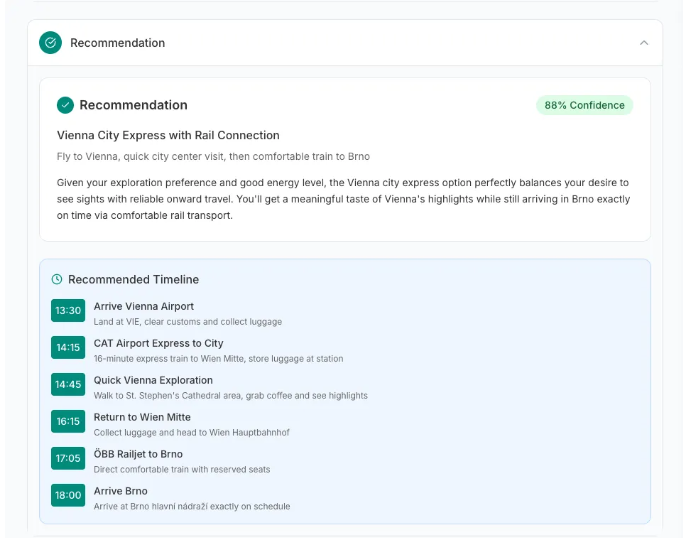 Recommendation
Recommendation
88% Confidence
Vienna City Express with Rail Connection
Fly to Vienna, quick city center visit, then comfortable train to Brno
Given your exploration preference and good energy level, the Vienna city express option perfectly balances your desire to
see sights with reliable onward travel. You'll get a meaningful taste of Vienna's highlights while still arriving in Brno exactly
on time via comfortable rail transport.
Recommended Timeline
13:30
Arrive Vienna Airport
Land at VIE, clear customs and collect luggage
14:15
CAT Airport Express to City
16-minute express train to Wien Mitte, store luggage at station
14:45
Quick Vienna Exploration
Walk to St. Stephen's Cathedral area, grab coffee and see highlights
16:15
Return to Wien Mitte
Collect luggage and head to Wien Hauptbahnhof
17:05
ÖBB Railjet to Brno
Direct comfortable train with reserved seats
18:00
Arrive Brno
Arrive at Brno hlavní nádraží exactly on schedule